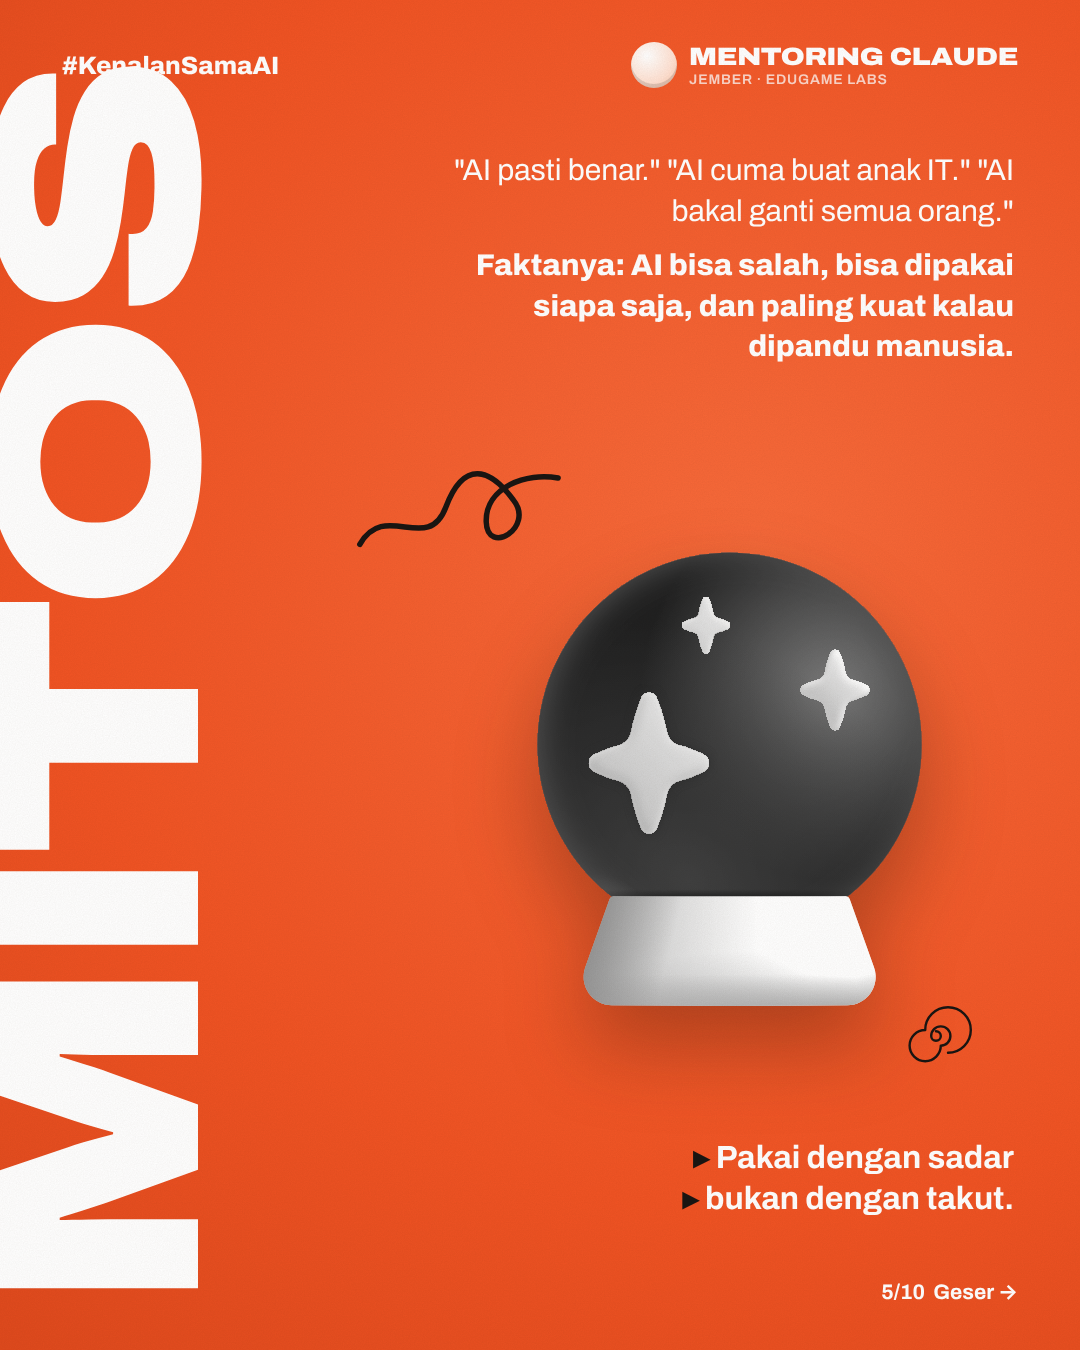 #KenalanSamaAI
MENTORING CLAUDE
JEMBER · EDUGAME LABS
"AI pasti benar." "AI cuma buat anak IT." "AI
bakal ganti semua orang."
Faktanya: AI bisa salah, bisa dipakai
siapa saja, dan paling kuat kalau
dipandu manusia.
MITOS
▸ Pakai dengan sadar
▸ bukan dengan takut.
5/10 Geser →